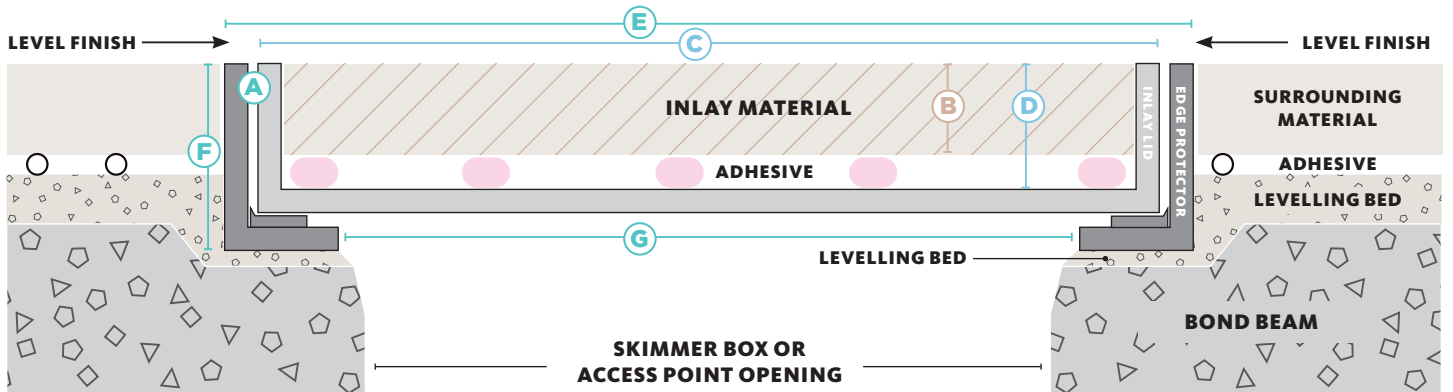 E
LEVEL FINISH
C
LEVEL FINISH
A
INLAY MATERIAL
B
D
INLAY LID
EDGE PROTECTOR
SURROUNDING
MATERIAL
F
ADHESIVE
ADHESIVE
LEVELLING BED
G
LEVELLING BED
BOND BEAM
SKIMMER BOX OR
ACCESS POINT OPENING